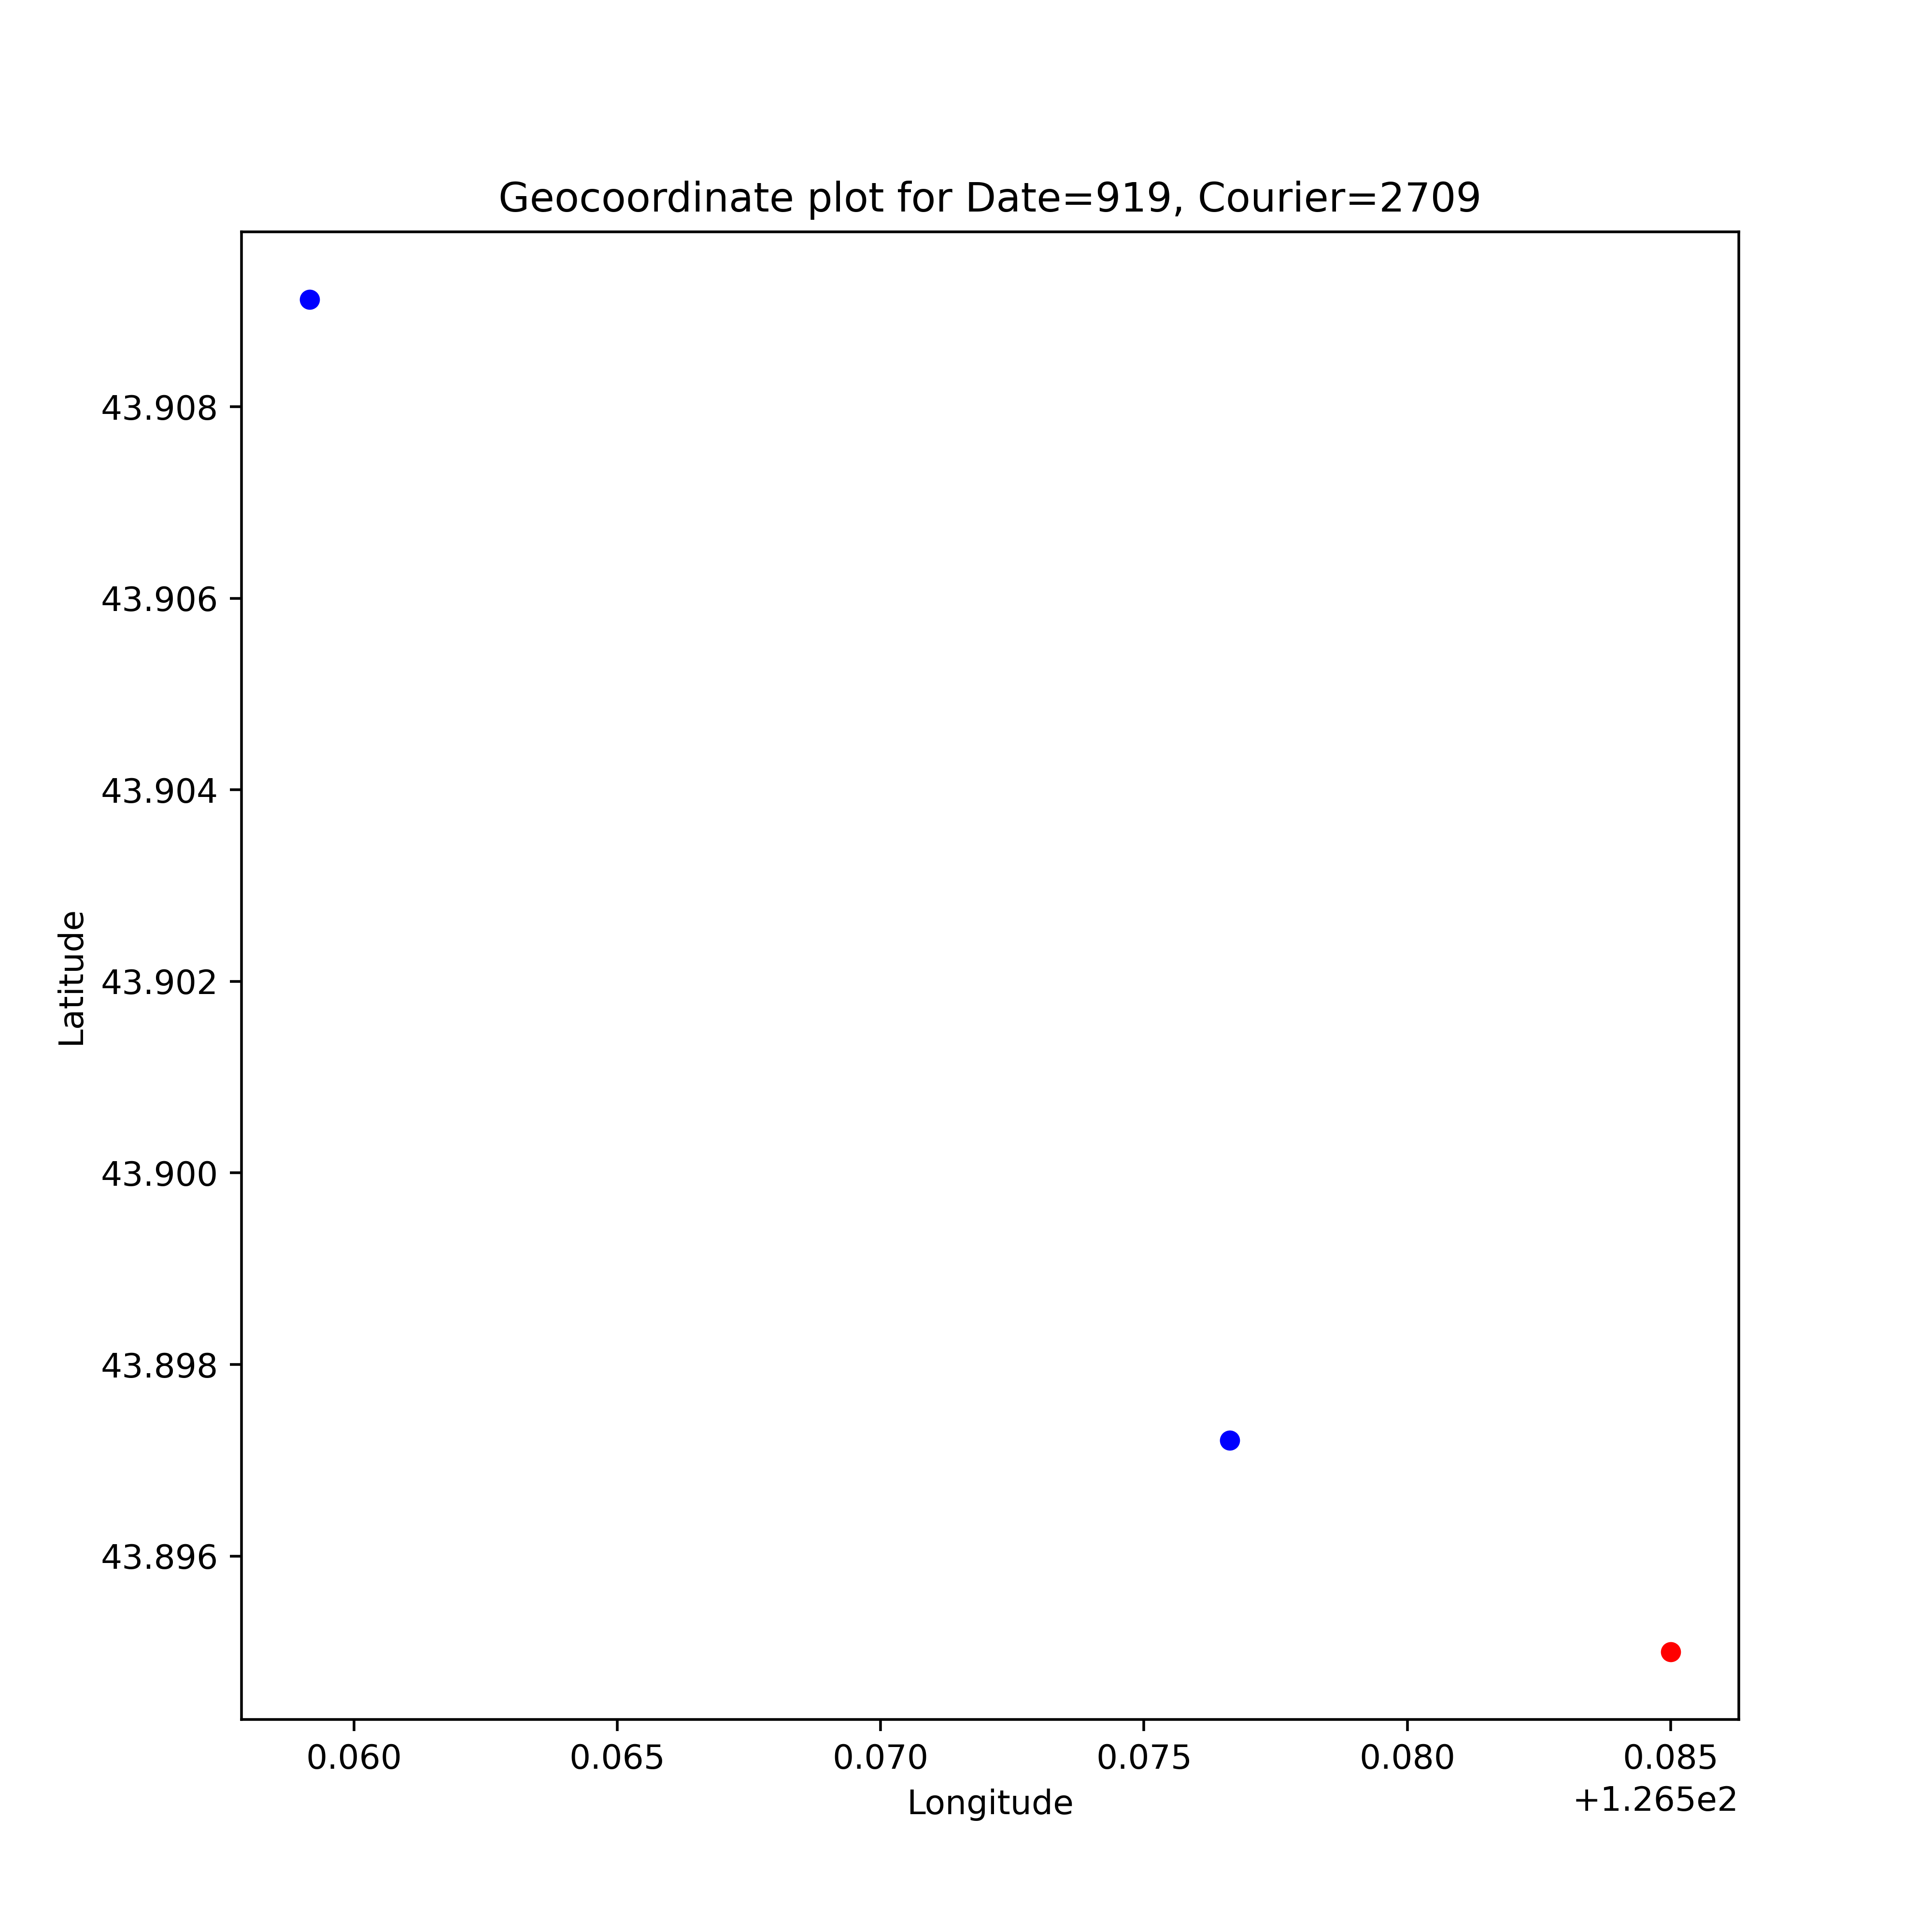 Geocoordinate plot for Date=919, Courier=2709
Latitude
43.908
43.906
43.904
43.902
43.900
43.898
43.896
0.060 0.065 0.070 0.075 0.080 0.085
+1.265e2
Longitude